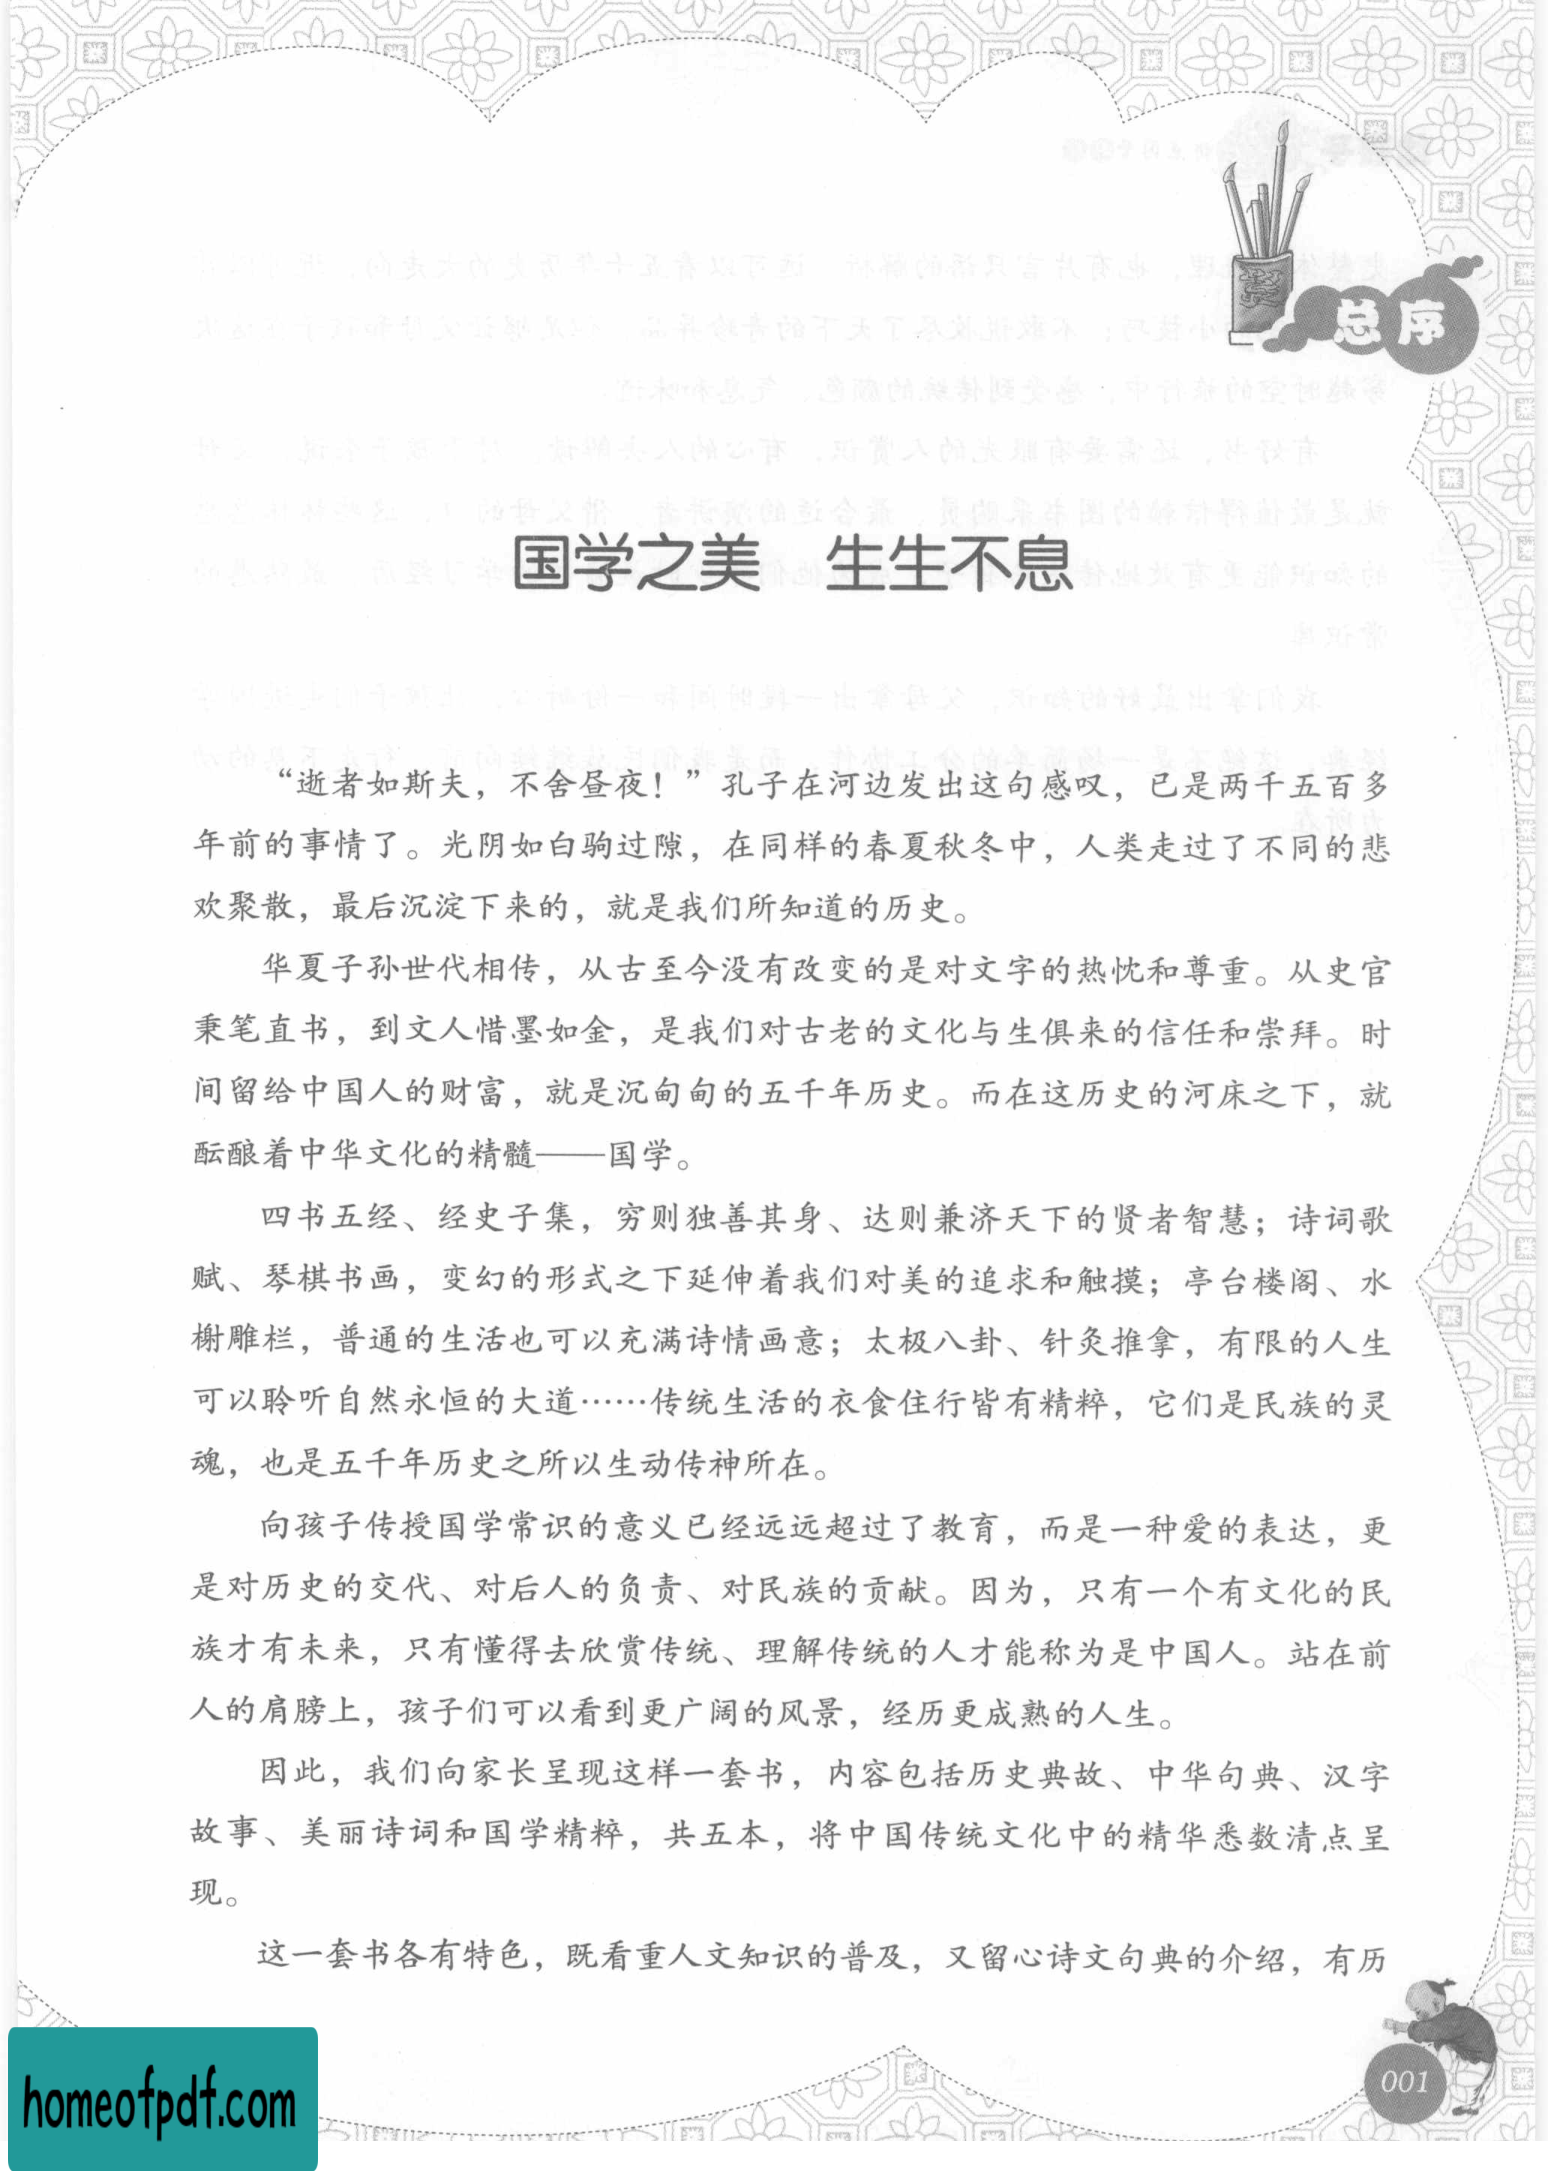 总序
国学之美 生生不息
“逝者如斯夫，不舍昼夜！”孔子在河边发出这句感叹，已是两千五百多
年前的事情了。光阴如白驹过隙，在同样的春夏秋冬中，人类走过了不同的悲
欢聚散，最后沉淀下来的，就是我们所知道的历史。
华夏子孙世代相传，从古至今没有改变的是对文字的热忱和尊重。从史官
秉笔直书，到文人惜墨如金，是我们对古老的文化与生俱来的信任和崇拜。时
间留给中国人的财富，就是沉甸甸的五千年历史。而在这历史的河床之下，就
酝酿着中华文化的精髓——国学。
四书五经、经史子集，穷则独善其身、达则兼济天下的贤者智慧；诗词歌
赋、琴棋书画，变幻的形式之下延伸着我们对美的追求和触摸；亭台楼阁、水
榭雕栏，普通的生活也可以充满诗情画意；太极八卦、针灸推拿，有限的人生
可以聆听自然永恒的大道……传统生活的衣食住行皆有精粹，它们是民族的灵
魂，也是五千年历史之所以生动传神所在。
向孩子传授国学常识的意义已经远远超过了教育，而是一种爱的表达，更
是对历史的交代、对后人的负责、对民族的贡献。因为，只有一个有文化的民
族才有未来，只有懂得去欣赏传统、理解传统的人才能称为是中国人。站在前
人的肩膀上，孩子们可以看到更广阔的风景，经历更成熟的人生。
因此，我们向家长呈现这样一套书，内容包括历史典故、中华句典、汉字
故事、美丽诗词和国学精粹，共五本，将中国传统文化中的精华悉数清点呈
现。
这一套书各有特色，既看重人文知识的普及，又留心诗文句典的介绍，有历
001
homeofpdf.com